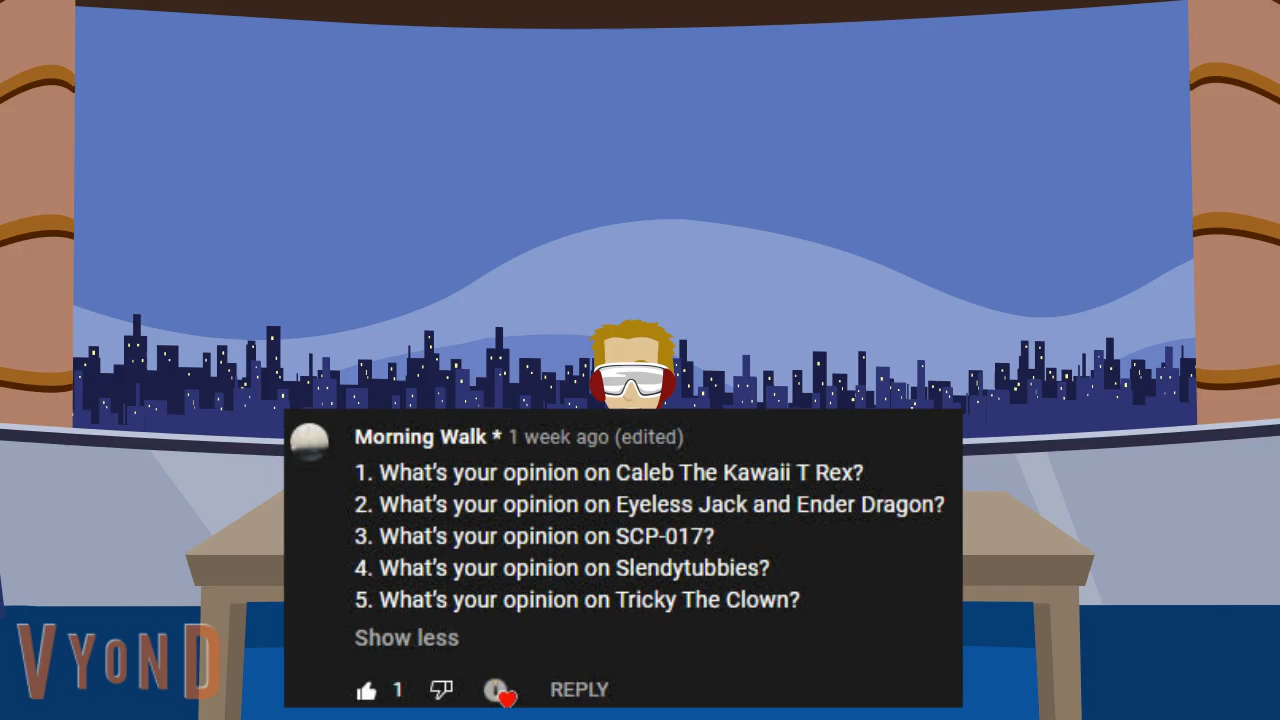 Morning Walk * 1 week ago (edited)
1. What's your opinion on Caleb The Kawaii T Rex?
2. What's your opinion on Eyeless Jack and Ender Dragon?
3. What's your opinion on SCP-017?
4. What's your opinion on Slendytubbies?
5. What's your opinion on Tricky The Clown?
Show less
1 REPLY
VYOND